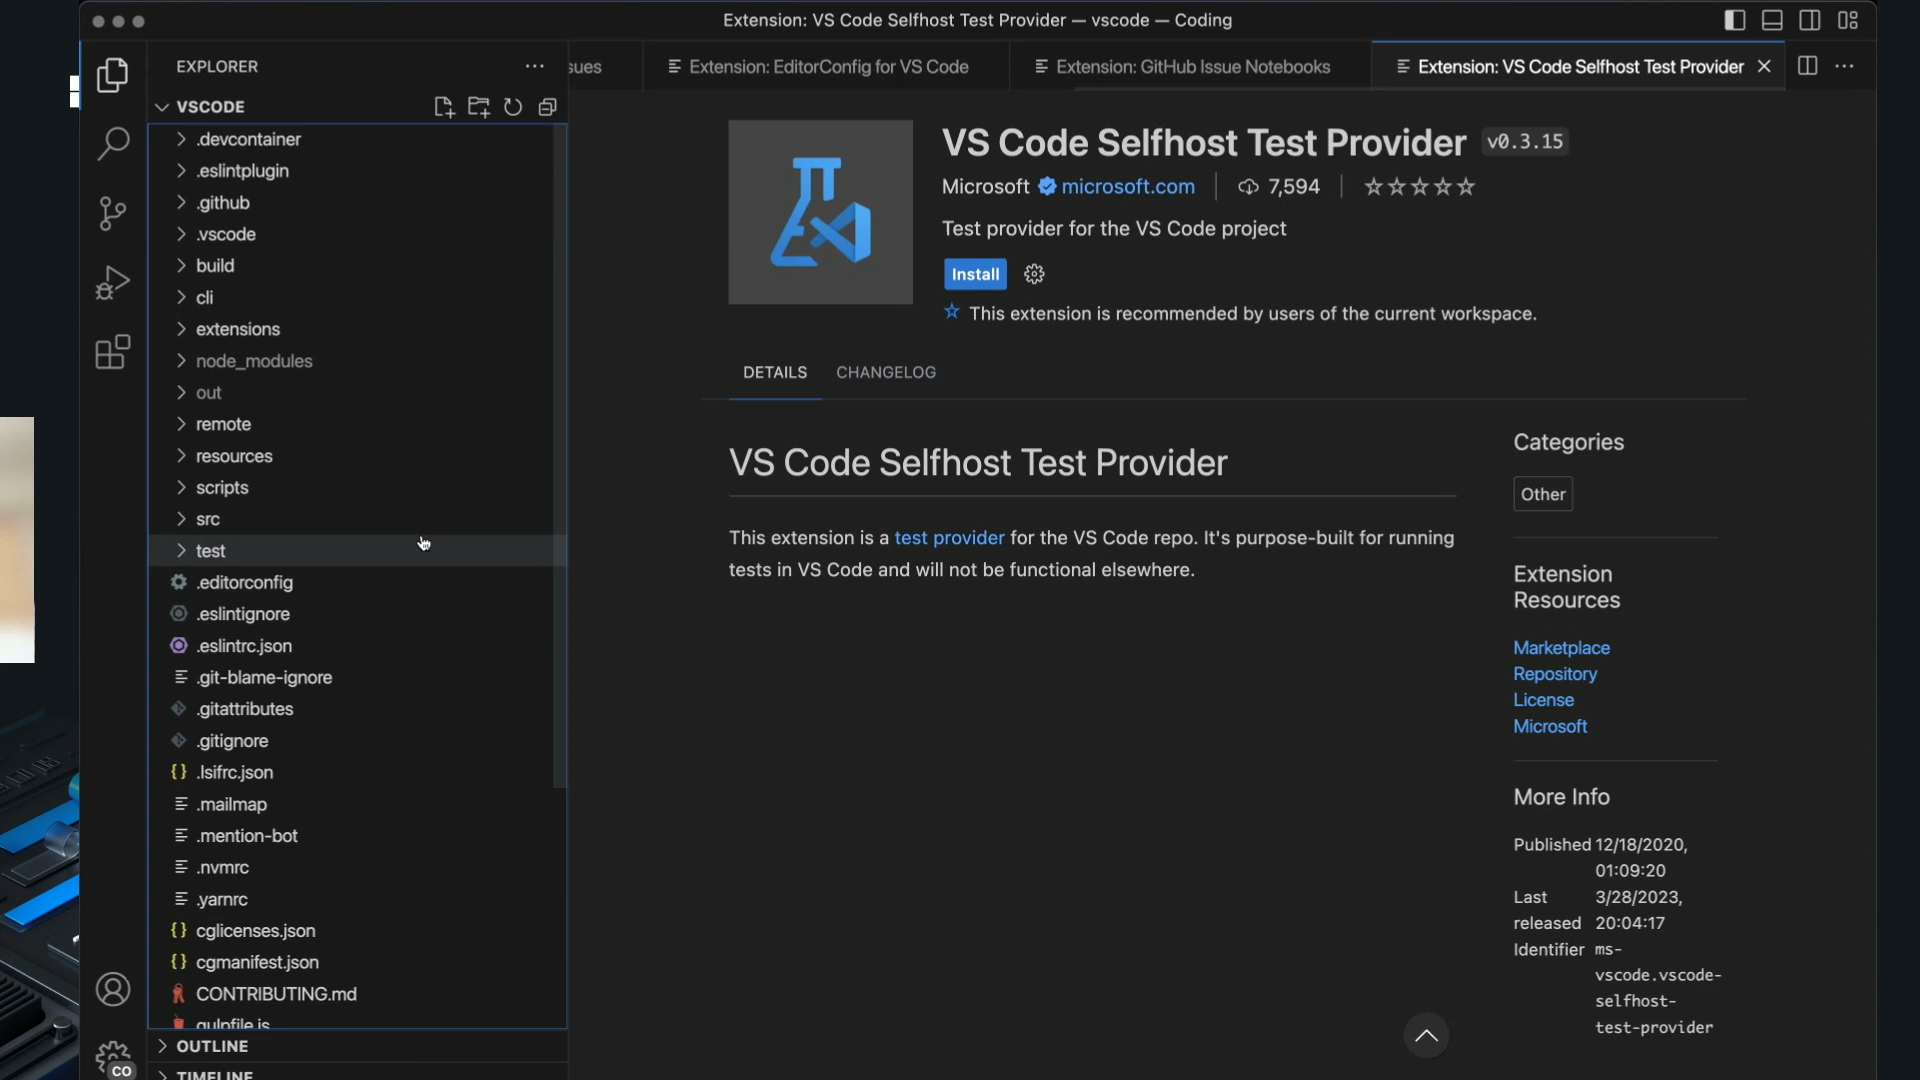 Extension: VS Code Selfhost Test Provider — vscode — Coding
EXPLORER
sues
Extension: EditorConfig for VS Code
Extension: GitHub Issue Notebooks
Extension: VS Code Selfhost Test Provider
VSCODE
.devcontainer
.eslintplugin
.github
.vscode
build
cli
extensions
node_modules
out
remote
resources
scripts
src
test
.editorconfig
.eslintignore
.eslintrc.json
.git-blame-ignore
.gitattributes
.gitignore
.lsifrc.json
.mailmap
.mention-bot
.nvmrc
.yarnrc
cglicenses.json
cgmanifest.json
CONTRIBUTING.md
gulpfile.js
OUTLINE
TIMELINE
CO
VS Code Selfhost Test Provider v0.3.15
Microsoft microsoft.com 7,594
Test provider for the VS Code project
Install
This extension is recommended by users of the current workspace.
DETAILS CHANGELOG
VS Code Selfhost Test Provider
This extension is a test provider for the VS Code repo. It's purpose-built for running
tests in VS Code and will not be functional elsewhere.
Categories
Other
Extension
Resources
Marketplace
Repository
License
Microsoft
More Info
Published 12/18/2020,
01:09:20
Last 3/28/2023,
released 20:04:17
Identifier ms-
vscode.vscode-
selfhost-
test-provider